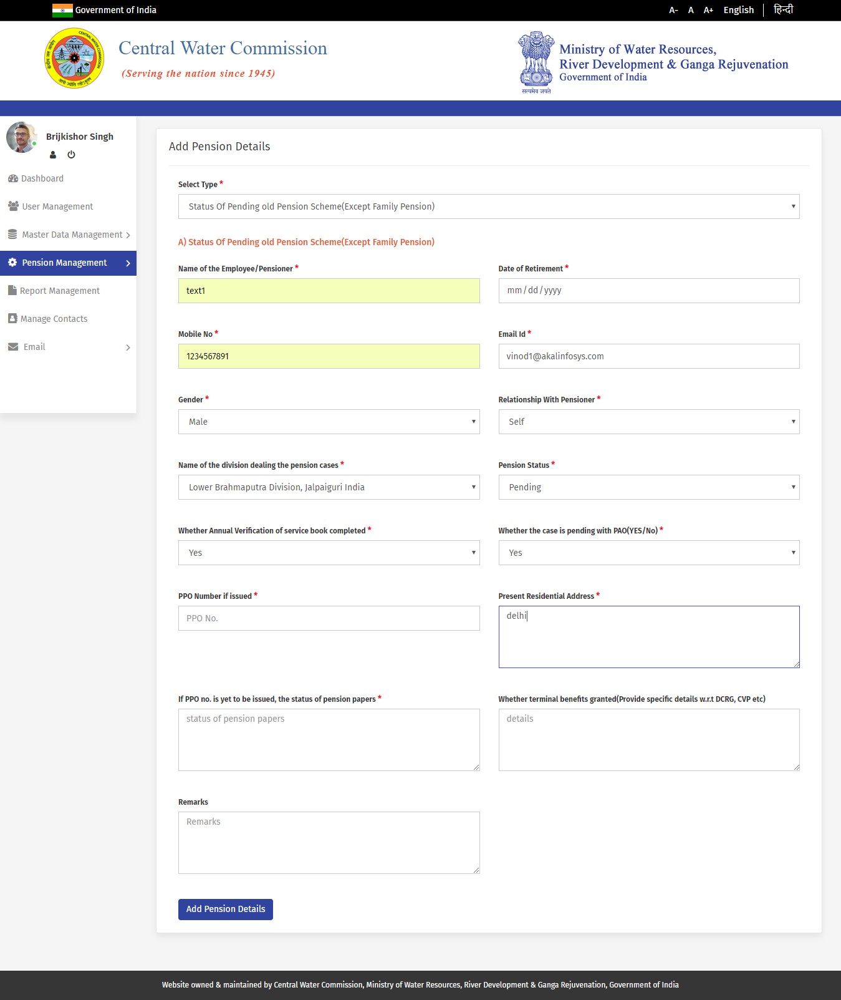 Government of India
A- A A+ English हिन्दी
Central Water Commission
(Serving the nation since 1945)
Ministry of Water Resources,
River Development & Ganga Rejuvenation
Government of India
सत्यमेव जयते
CENTRAL WATER COMMISSION
केन्द्रीय जल आयोग
Brijkishor Singh
Dashboard
User Management
Master Data Management
Pension Management
Report Management
Manage Contacts
Email
Add Pension Details
Select Type *
Status Of Pending old Pension Scheme(Except Family Pension)
A) Status Of Pending old Pension Scheme(Except Family Pension)
Name of the Employee/Pensioner * Date of Retirement *
text1 mm/dd/yyyy
Mobile No * Email Id *
1234567891 vinod1@akalinfosys.com
Gender * Relationship With Pensioner *
Male Self
Name of the division dealing the pension cases * Pension Status *
Lower Brahmaputra Division, Jalpaiguri India Pending
Whether Annual Verification of service book completed * Whether the case is pending with PAO(YES/No) *
Yes Yes
PPO Number if issued * Present Residential Address *
PPO No. delhi
If PPO no. is yet to be issued, the status of pension papers * Whether terminal benefits granted(Provide specific details w.r.t DCRG, CVP etc)
status of pension papers details
Remarks
Remarks
Add Pension Details
Website owned & maintained by Central Water Commission, Ministry of Water Resources, River Development & Ganga Rejuvenation, Government of India